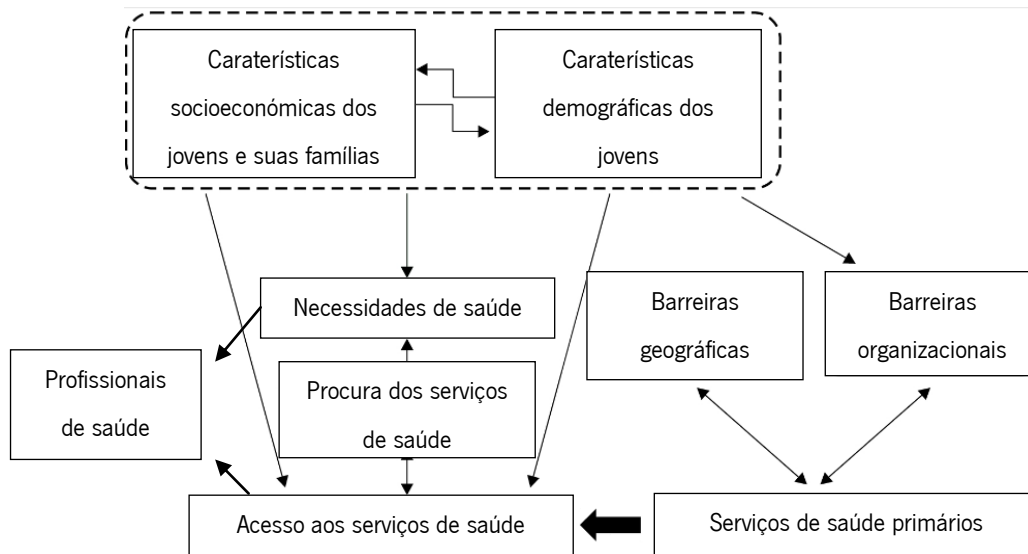 Caraterísticas
socioeconómicas dos
jovens e suas famílias
Caraterísticas
demográficas dos
jovens
Necessidades de saúde
Barreiras
geográficas
Barreiras
organizacionais
Profissionais
de saúde
Procura dos serviços
de saúde
Acesso aos serviços de saúde
Serviços de saúde primários